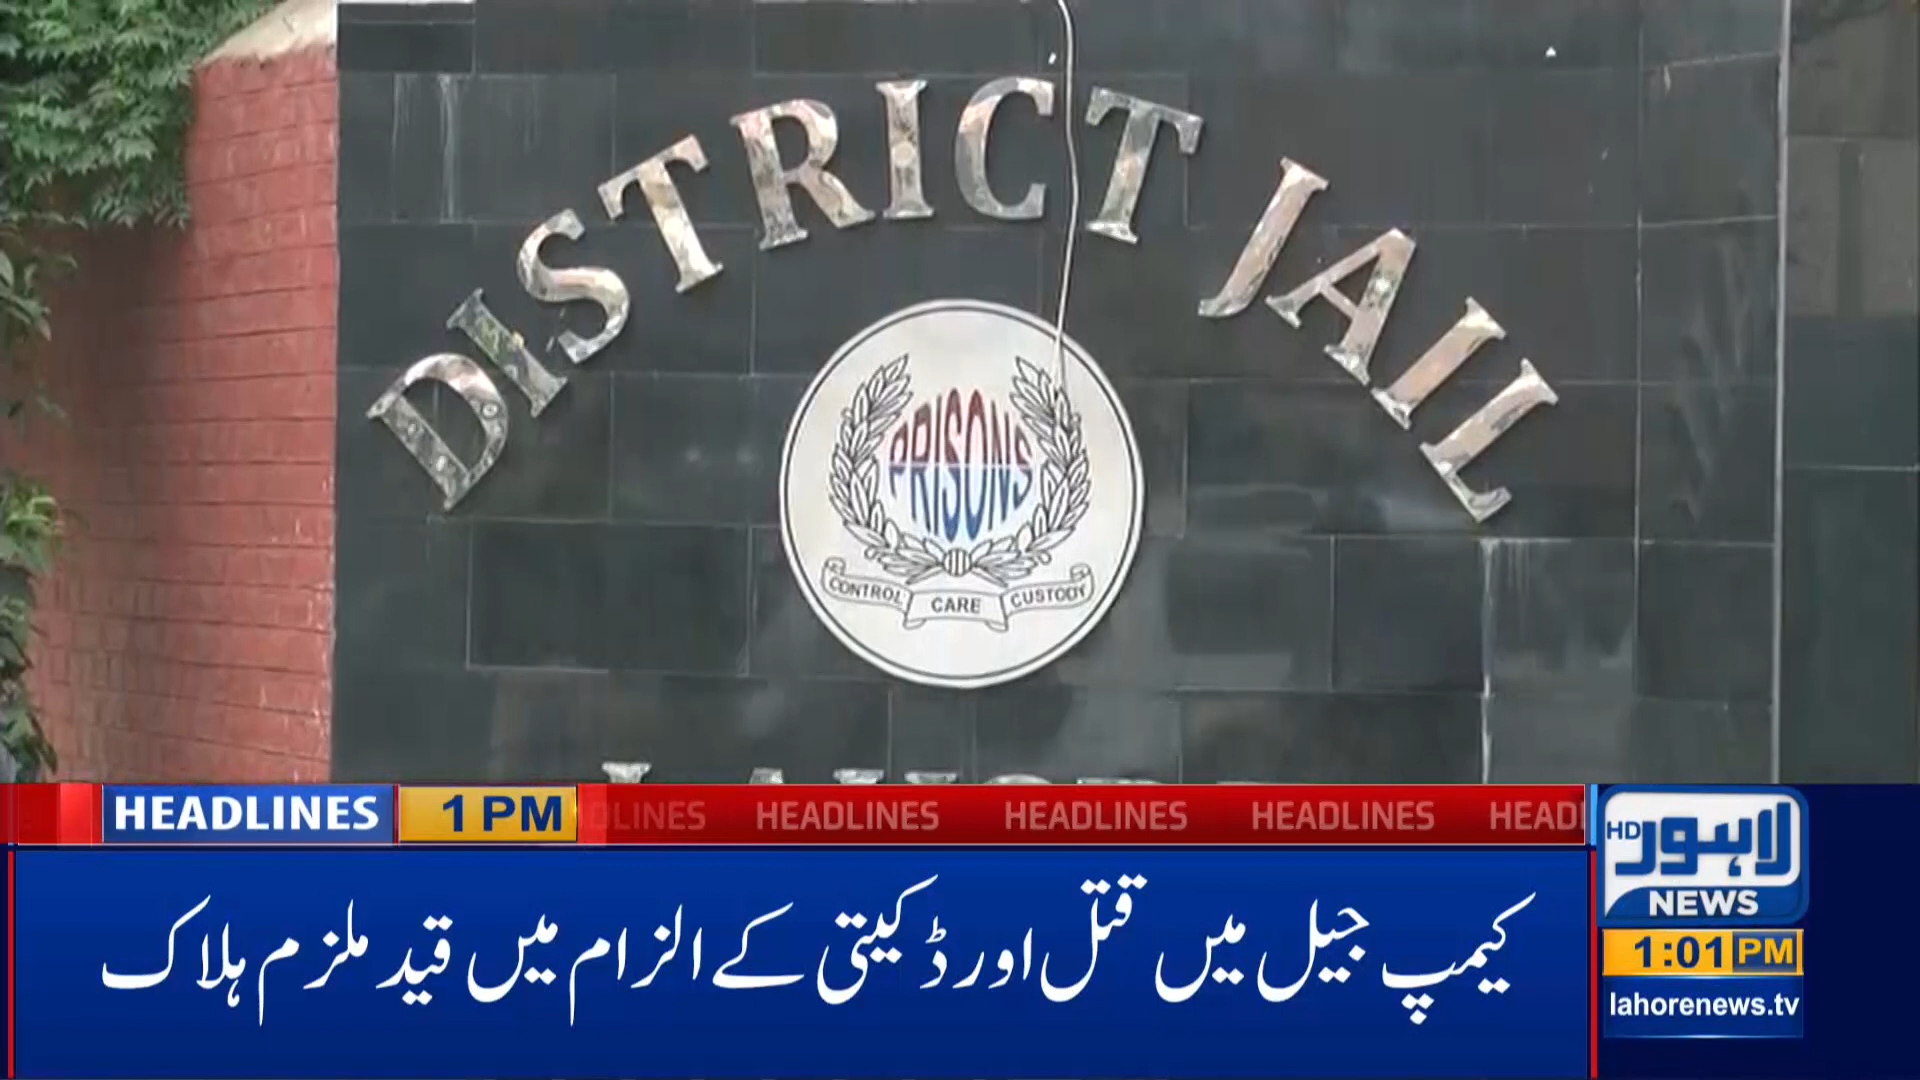 DISTRICT JAIL
PRISONS
CONTROL CARE CUSTODY
HEADLINES 1 PM HEADLINES HEADLINES HEADLINES
کیمپ جیل میں قتل اور ڈکیتی کے الزام میں قید ملزم ہلاک
لاہور HD
NEWS
1:01 PM
lahorenews.tv